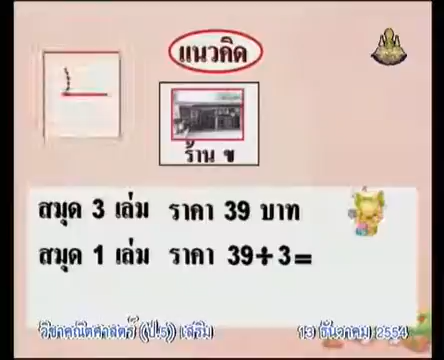 แนวคิด
ร้าน ข
สมุด 3 เล่ม ราคา 39 บาท
สมุด 1 เล่ม ราคา 39÷3=
วิชาคณิตศาสตร์ (ป.5) เสริม 13 ธันวาคม 2554